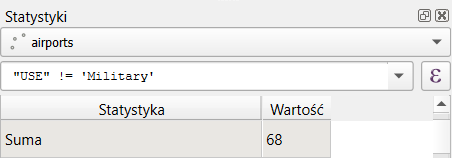 Statystyki
airports
"USE" != 'Military'
ε
Statystyka Wartość
Suma 68